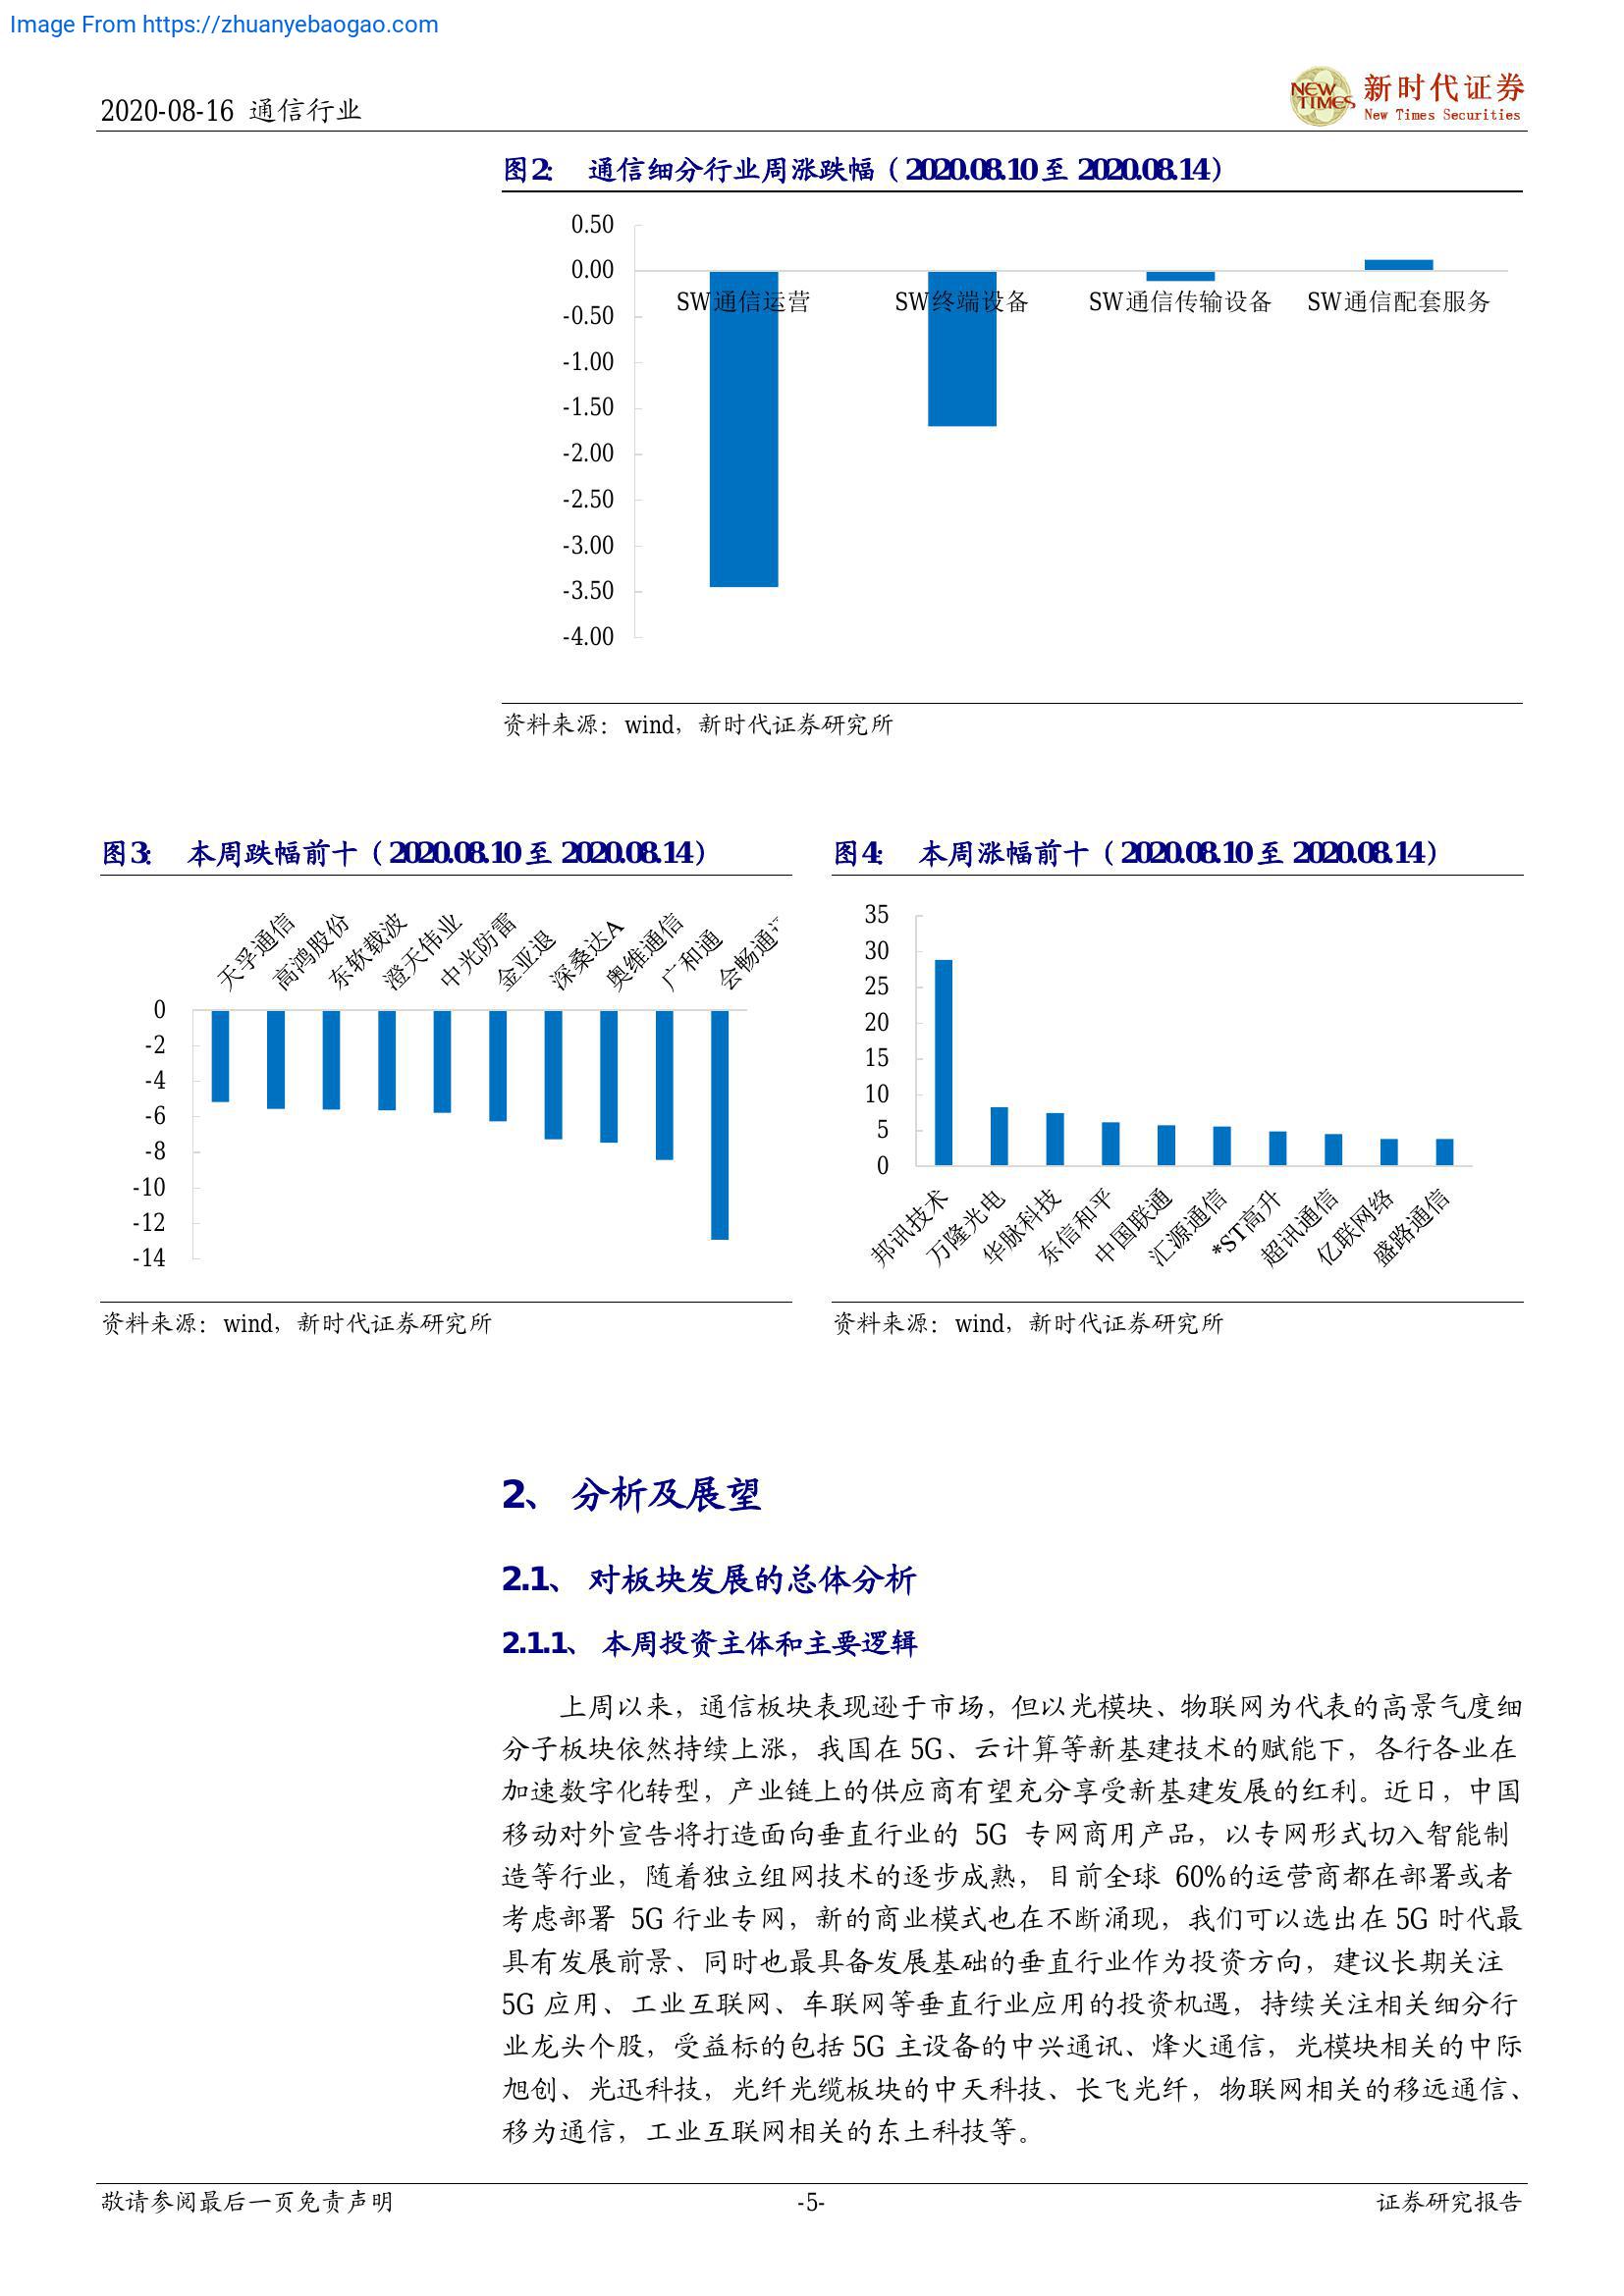 Image From https://zhuanyebaogao.com
2020-08-16 通信行业
NEW TIMES
新时代证券
New Times Securities
图2: 通信细分行业周涨跌幅（2020.08.10 至 2020.08.14）
0.50
0.00
-0.50
-1.00
-1.50
-2.00
-2.50
-3.00
-3.50
-4.00
SW通信运营 SW终端设备 SW通信传输设备 SW通信配套服务
资料来源：wind，新时代证券研究所
图3: 本周跌幅前十（2020.08.10 至 2020.08.14）
天孚通信 高鸿股份 东软载波 澄天伟业 中光防雷 金亚退 深桑达A 奥维通信 广和通 会畅通
0
-2
-4
-6
-8
-10
-12
-14
资料来源：wind，新时代证券研究所
图4: 本周涨幅前十（2020.08.10 至 2020.08.14）
35
30
25
20
15
10
5
0
邦讯技术 万隆光电 华脉科技 东信和平 中国联通 汇源通信 *ST高升 超讯通信 亿联网络 盛路通信
资料来源：wind，新时代证券研究所
2、 分析及展望
2.1、 对板块发展的总体分析
2.1.1、 本周投资主体和主要逻辑
上周以来，通信板块表现逊于市场，但以光模块、物联网为代表的高景气度细
分子板块依然持续上涨，我国在 5G、云计算等新基建技术的赋能下，各行各业在
加速数字化转型，产业链上的供应商有望充分享受新基建发展的红利。近日，中国
移动对外宣告将打造面向垂直行业的 5G 专网商用产品，以专网形式切入智能制
造等行业，随着独立组网技术的逐步成熟，目前全球 60%的运营商都在部署或者
考虑部署 5G 行业专网，新的商业模式也在不断涌现，我们可以选出在 5G 时代最
具有发展前景、同时也最具备发展基础的垂直行业作为投资方向，建议长期关注
5G 应用、工业互联网、车联网等垂直行业应用的投资机遇，持续关注相关细分行
业龙头个股，受益标的包括 5G 主设备的中兴通讯、烽火通信，光模块相关的中际
旭创、光迅科技，光纤光缆板块的中天科技、长飞光纤，物联网相关的移远通信、
移为通信，工业互联网相关的东土科技等。
敬请参阅最后一页免责声明 -5- 证券研究报告